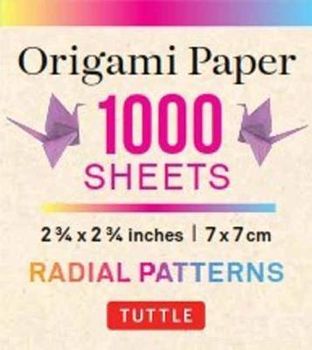 Origami Paper
1000
SHEETS
2 ¾ x 2 ¾ inches | 7 x 7 cm
RADIAL PATTERNS
TUTTLE